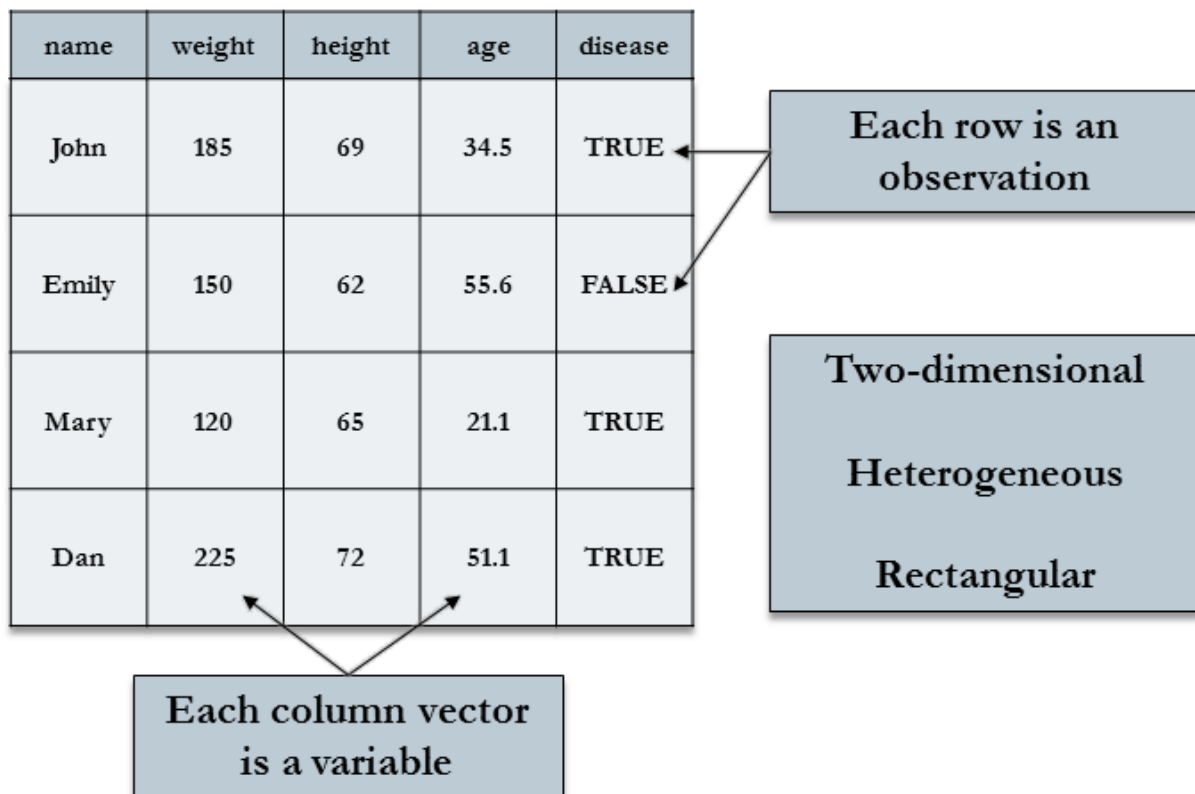 name weight height age disease
John 185 69 34.5 TRUE
Emily 150 62 55.6 FALSE
Mary 120 65 21.1 TRUE
Dan 225 72 51.1 TRUE
Each row is an
observation
Two-dimensional
Heterogeneous
Rectangular
Each column vector
is a variable